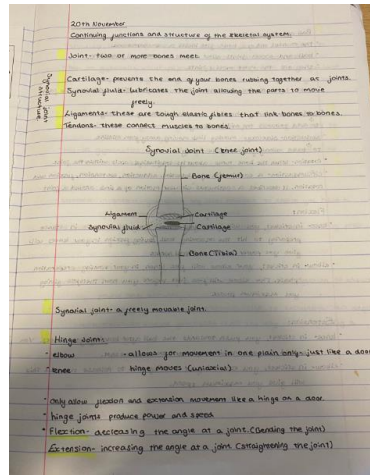 20th November
Continuing functions and structure of the skeletal system.
Joint- two or more bones meet.
Synovial joint
structure
Cartilage- prevents the end of your bones rubbing together at joints.
Synovial fluid- lubricates the joint allowing the parts to move
freely.
Ligaments- these are tough elastic fibres that link bones to bones.
Tendons- these connect muscles to bones.
Synovial Joint (knee joint)
Bone (femur)
Ligament
Cartilage
Synovial fluid
Cartilage
Bone (Tibia)
Synovial joint- a freely movable joint.
Hinge Joint:
* elbow - allows for movement in one plain only- just like a door
* knee hinge moves (uniaxial)
* only allow flexion and extension movement like a hinge on a door
* hinge joints produce power and speed
* Flection- decreasing the angle at a joint. (Bending the joint)
Extension- increasing the angle at a joint (straightening the joint)